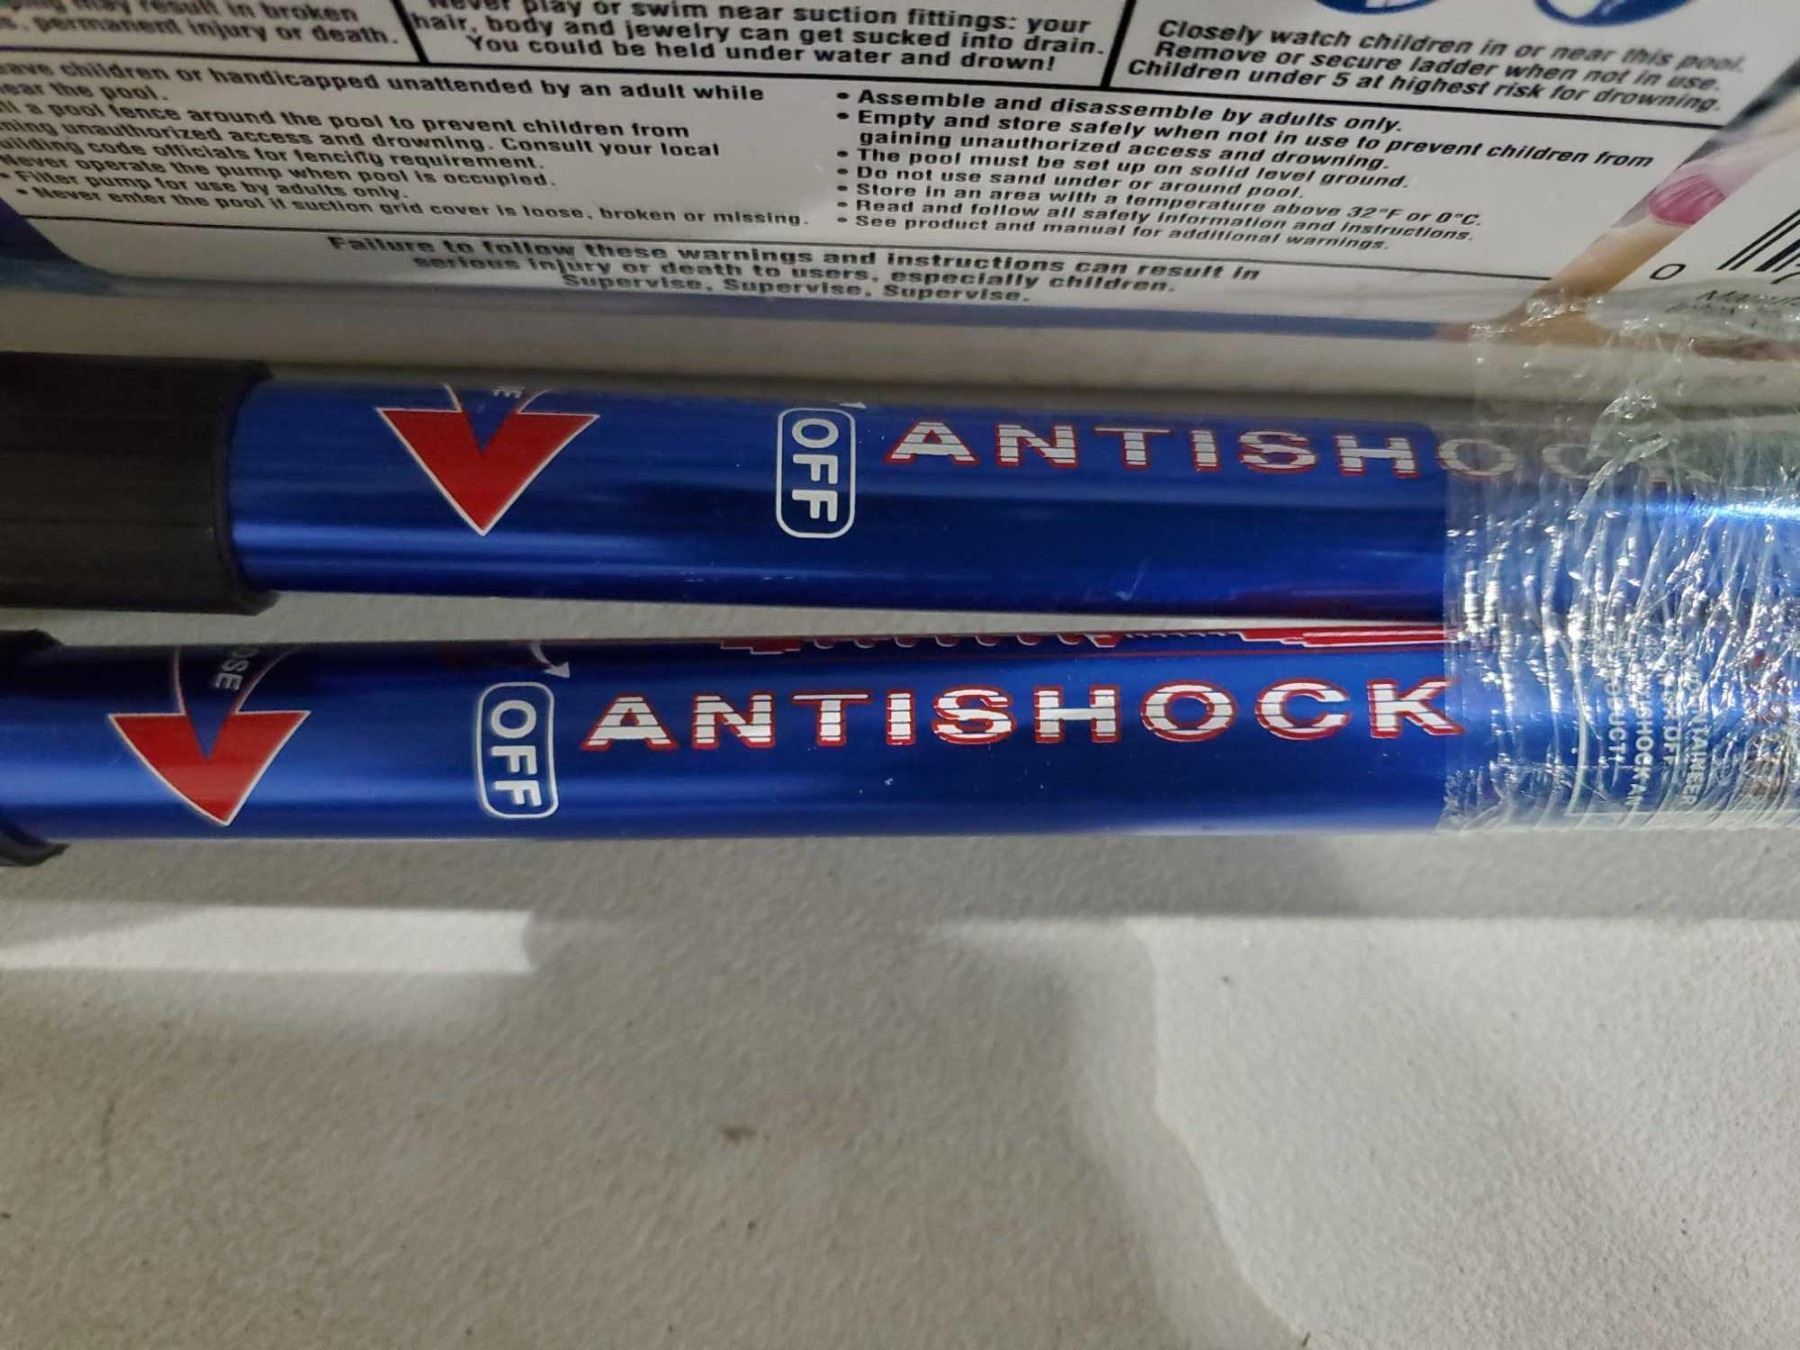 may result in broken
permanent injury or death.
Never play or swim near suction fittings: your
hair, body and jewelry can get sucked into drain.
You could be held under water and drown!
Closely watch children in or near this pool.
Remove or secure ladder when not in use.
Children under 5 at highest risk for drowning.
children or handicapped unattended by an adult while
the pool.
a pool fence around the pool to prevent children from
unauthorized access and drowning. Consult your local
code officials for fencing requirement.
Never operate the pump when pool is occupied.
• Filter pump for use by adults only.
• Never enter the pool if suction grid cover is loose, broken or missing.
• Assemble and disassemble by adults only.
• Empty and store safely when not in use to prevent children from
gaining unauthorized access and drowning.
• The pool must be set up on solid level ground.
• Do not use sand under or around pool.
• Store in an area with a temperature above 32°F or 0°C.
• Read and follow all safety information and instructions.
• See product and manual for additional warnings.
Failure to follow these warnings and instructions can result in
serious injury or death to users, especially children.
Supervise, Supervise, Supervise.
0
OFF
ANTISHOCK
OFF
ANTISHOCK